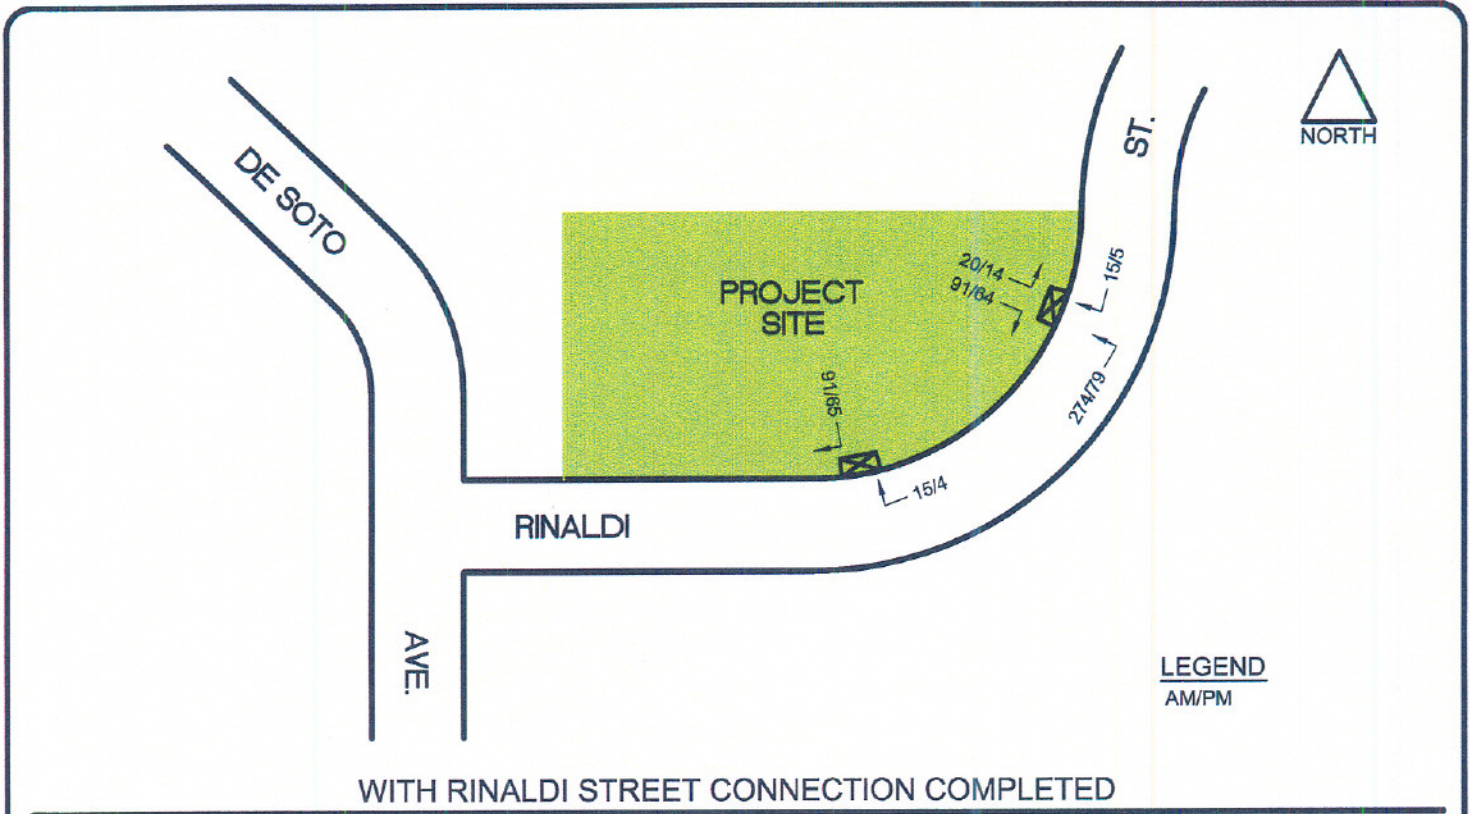 NORTH
ST.
DE SOTO
PROJECT
SITE
20/14
91/64
15/5
274/79
91/65
15/4
RINALDI
AVE.
LEGEND
AM/PM
WITH RINALDI STREET CONNECTION COMPLETED